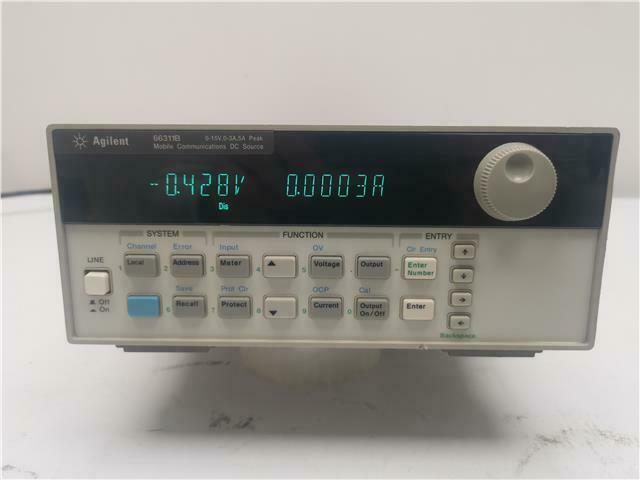 Agilent 66311B 0-15V,0-3A,5A Peak
Mobile Communications DC Source
-0.428V 0.0003A
Dis
SYSTEM FUNCTION ENTRY
Channel Error Input OV Clr Entry
LINE
1 Local 2 Address 3 Meter 4 5 Voltage . Output - Enter Number
Off
On
Save Prot Clr OCP Cal
6 Recall 7 Protect 8 9 Current 0 Output On/Off Enter
Backspace